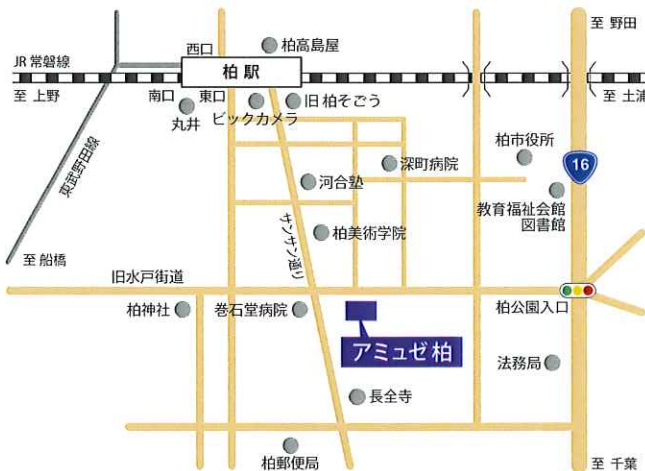 至 野田
西口
柏高島屋
JR 常磐線
柏 駅
至 上野
南口
東口
旧 柏そごう
至 土浦
丸井
ビックカメラ
東武野田線
深町病院
柏市役所
16
河合塾
教育福祉会館
図書館
サンサン通り
柏美術学院
至 船橋
旧水戸街道
柏神社
巻石堂病院
柏公園入口
アミュゼ柏
法務局
長全寺
柏郵便局
至 千葉